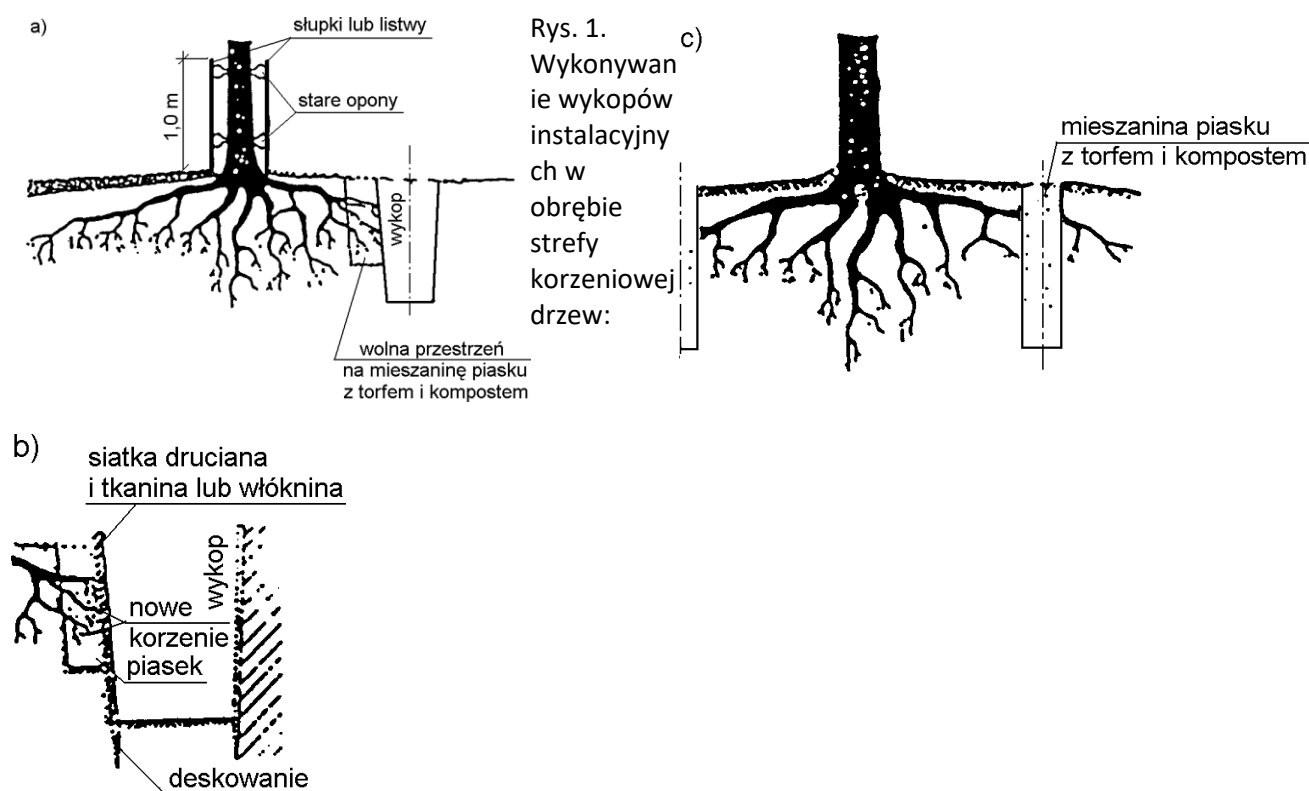 a)
słupki lub listwy
stare opony
1,0 m
wykop
wolna przestrzeń
na mieszaninę piasku
z torfem i kompostem
Rys. 1.
Wykonywan
ie wykopów
instalacyjny
ch w
obrębie
strefy
korzeniowej
drzew:
c)
mieszanina piasku
z torfem i kompostem
b)
siatka druciana
i tkanina lub włóknina
wykop
nowe
korzenie
piasek
deskowanie